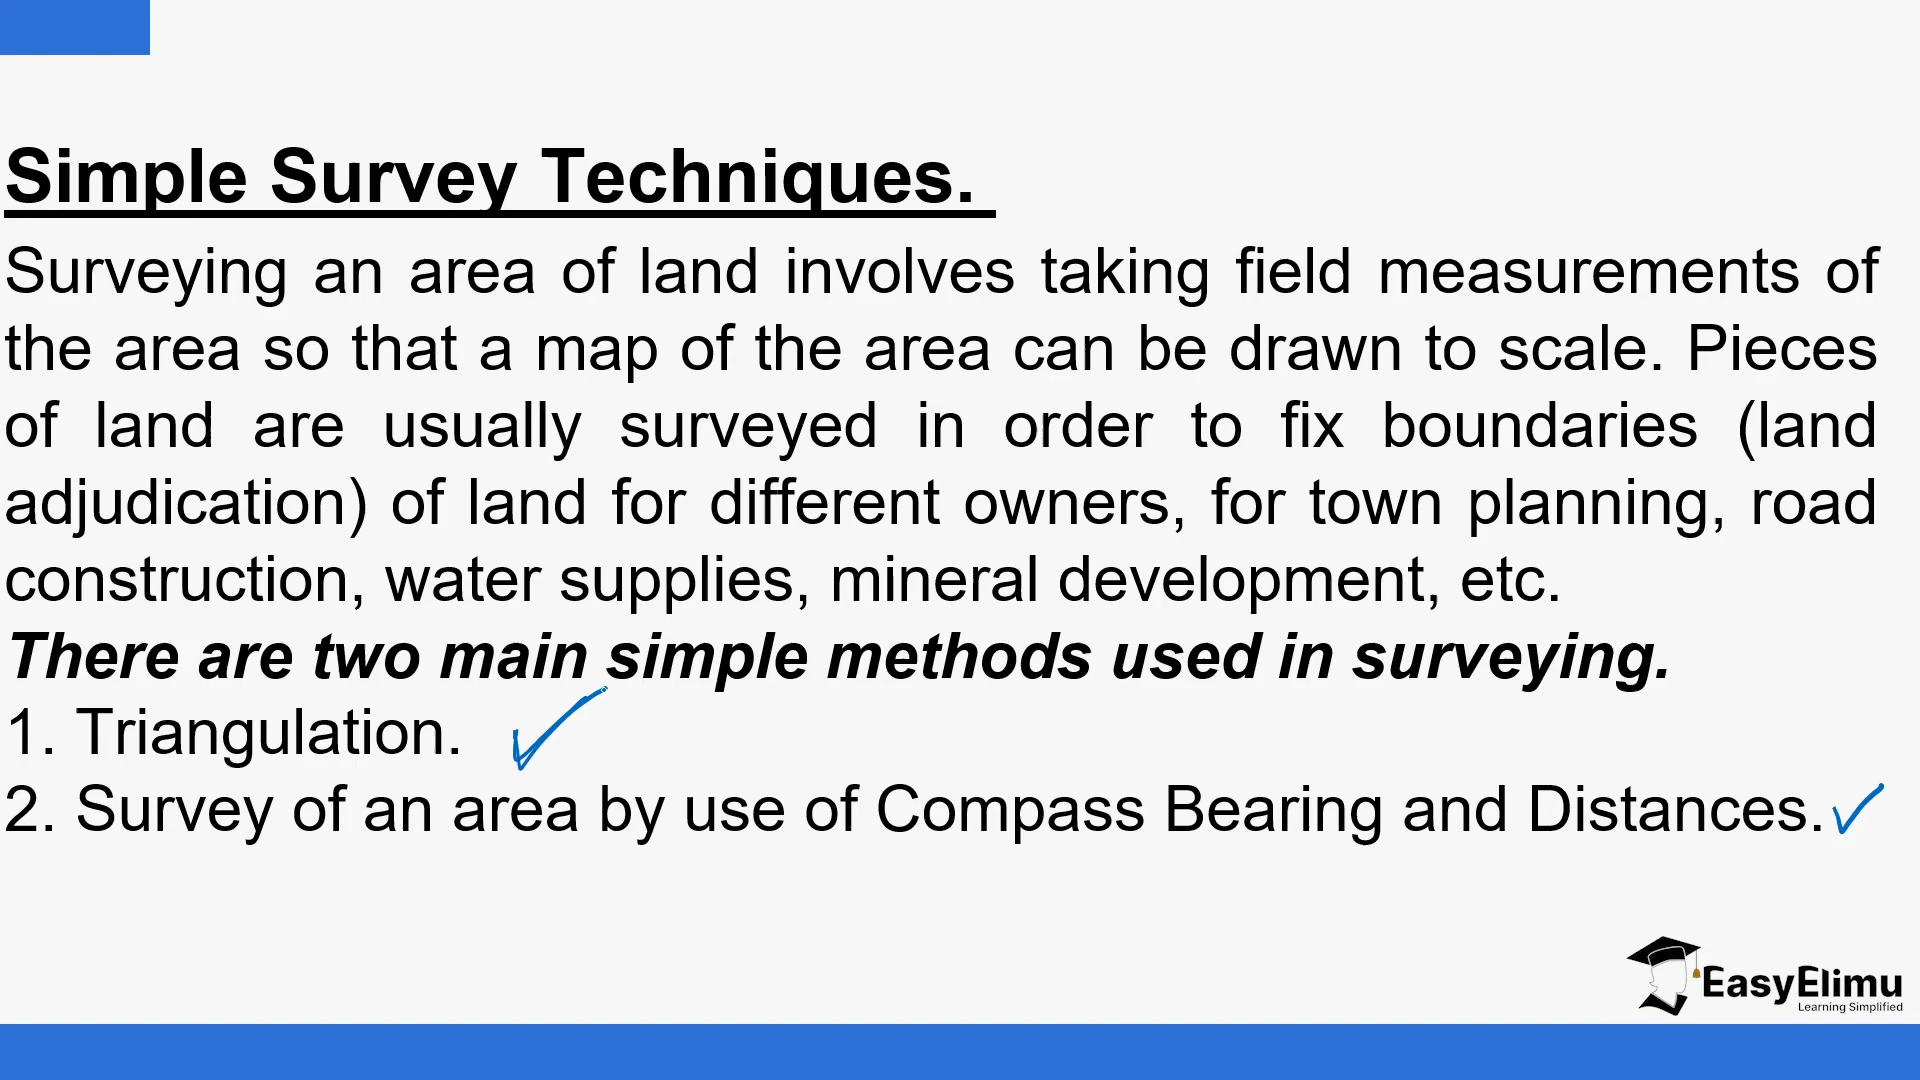 Simple Survey Techniques.
Surveying an area of land involves taking field measurements of
the area so that a map of the area can be drawn to scale. Pieces
of land are usually surveyed in order to fix boundaries (land
adjudication) of land for different owners, for town planning, road
construction, water supplies, mineral development, etc.
There are two main simple methods used in surveying.
1. Triangulation.
2. Survey of an area by use of Compass Bearing and Distances.
EasyElimu
Learning Simplified